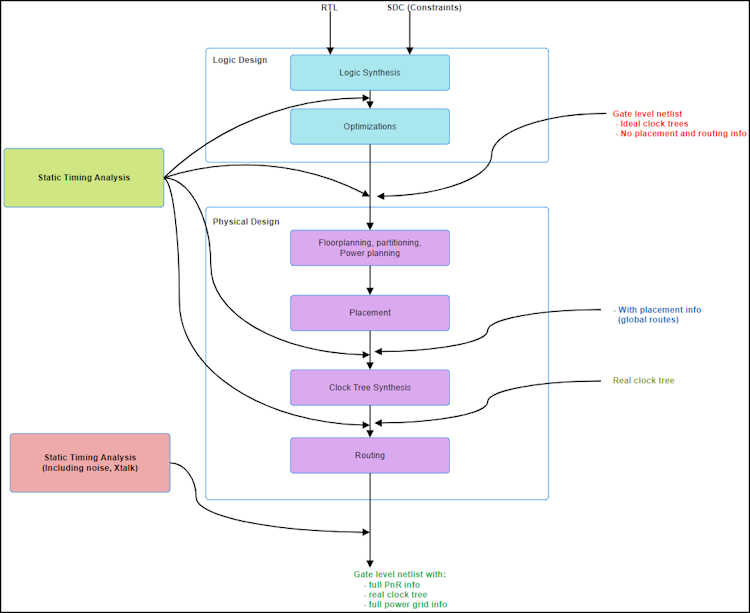 RTL
SDC (Constraints)
Logic Design
Logic Synthesis
Optimizations
Gate level netlist
- Ideal clock trees
- No placement and routing info
Static Timing Analysis
Physical Design
Floorplanning, partitioning,
Power planning
Placement
- With placement info
(global routes)
Clock Tree Synthesis
Real clock tree
Routing
Static Timing Analysis
(Including noise, Xtalk)
Gate level netlist with:
- full PnR info
- real clock tree
- full power grid info